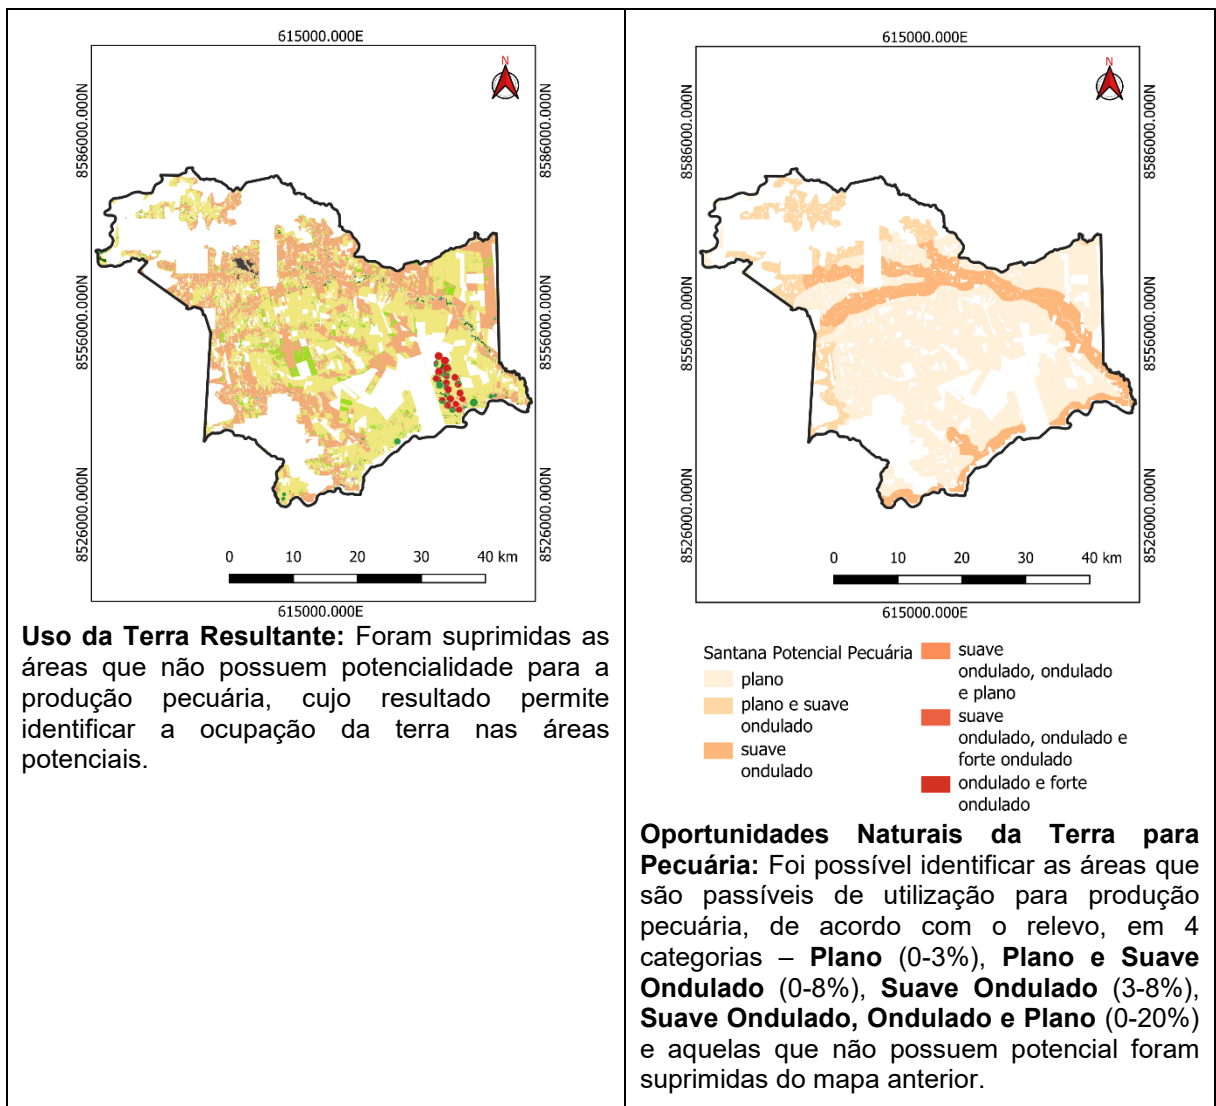 615000.000E
N
8586000.000N
8586000.000N
8556000.000N
8556000.000N
8526000.000N
8526000.000N
0 10 20 30 40 km
615000.000E
Uso da Terra Resultante: Foram suprimidas as
áreas que não possuem potencialidade para a
produção pecuária, cujo resultado permite
identificar a ocupação da terra nas áreas
potenciais.
615000.000E
N
8586000.000N
8586000.000N
8556000.000N
8556000.000N
8526000.000N
8526000.000N
0 10 20 30 40 km
615000.000E
Santana Potencial Pecuária
plano
plano e suave
ondulado
suave
ondulado
suave
ondulado, ondulado
e plano
suave
ondulado, ondulado e
forte ondulado
ondulado e forte
ondulado
Oportunidades Naturais da Terra para
Pecuária: Foi possível identificar as áreas que
são passíveis de utilização para produção
pecuária, de acordo com o relevo, em 4
categorias – Plano (0-3%), Plano e Suave
Ondulado (0-8%), Suave Ondulado (3-8%),
Suave Ondulado, Ondulado e Plano (0-20%)
e aquelas que não possuem potencial foram
suprimidas do mapa anterior.